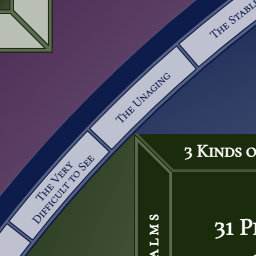 The Stabl
The Unaging
The Very
Difficult to See
3 Kinds o
31 P
alms